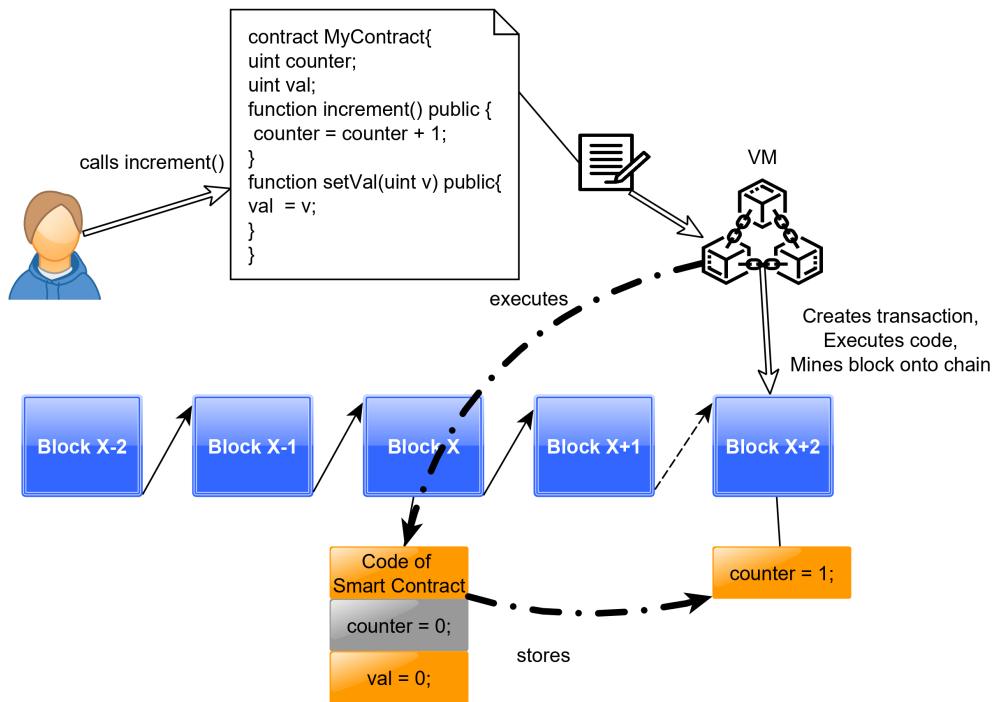 contract MyContract{
uint counter;
uint val;
function increment() public {
counter = counter + 1;
}
function setVal(uint v) public{
val  = v;
}
}
calls increment()
VM
executes
Creates transaction,
Executes code,
Mines block onto chain
Block X-2
Block X-1
Block X
Block X+1
Block X+2
Code of
Smart Contract
counter = 0;
val = 0;
counter = 1;
stores